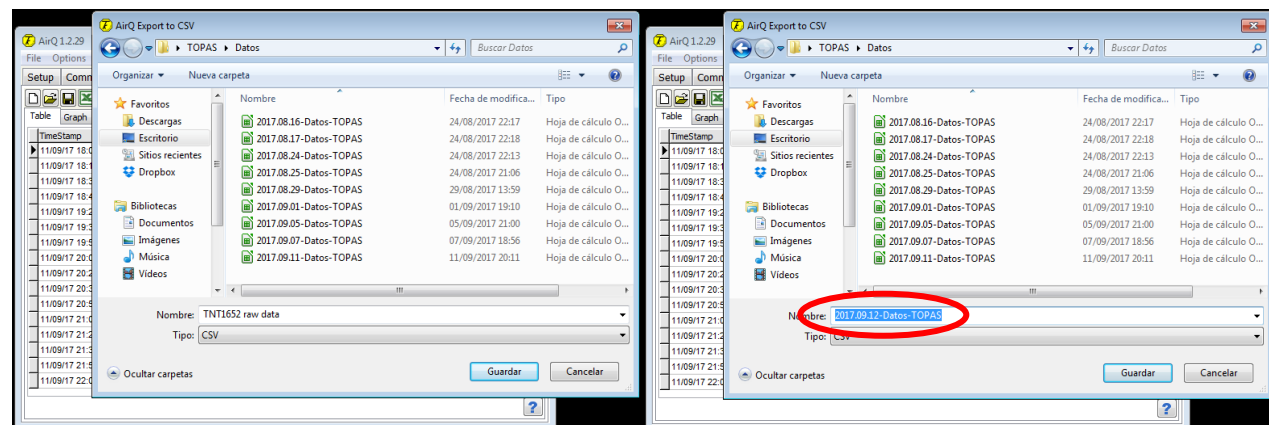 AirQ Export to CSV
AirQ 1.2.29
File Options
Setup Comn
Table Graph
TimeStamp
11/09/17 18:0
11/09/17 18:1
11/09/17 18:3
11/09/17 18:4
11/09/17 19:2
11/09/17 19:3
11/09/17 19:5
11/09/17 20:0
11/09/17 20:2
11/09/17 20:3
11/09/17 20:5
11/09/17 21:0
11/09/17 21:2
11/09/17 21:3
11/09/17 21:5
11/09/17 22:0
TOPAS Datos
Buscar Datos
Organizar Nueva carpeta
Favoritos
Descargas
Escritorio
Sitios recientes
Dropbox
Bibliotecas
Documentos
Imágenes
Música
Vídeos
Nombre Fecha de modifica... Tipo
2017.08.16-Datos-TOPAS 24/08/2017 22:17 Hoja de cálculo O...
2017.08.17-Datos-TOPAS 24/08/2017 22:18 Hoja de cálculo O...
2017.08.24-Datos-TOPAS 24/08/2017 22:13 Hoja de cálculo O...
2017.08.25-Datos-TOPAS 24/08/2017 21:06 Hoja de cálculo O...
2017.08.29-Datos-TOPAS 29/08/2017 13:59 Hoja de cálculo O...
2017.09.01-Datos-TOPAS 01/09/2017 19:10 Hoja de cálculo O...
2017.09.05-Datos-TOPAS 05/09/2017 21:00 Hoja de cálculo O...
2017.09.07-Datos-TOPAS 07/09/2017 18:56 Hoja de cálculo O...
2017.09.11-Datos-TOPAS 11/09/2017 20:11 Hoja de cálculo O...
Nombre: TNT1652 raw data
Tipo: CSV
Ocultar carpetas Guardar Cancelar
AirQ Export to CSV
AirQ 1.2.29
File Options
Setup Comn
Table Graph
TimeStamp
11/09/17 18:0
11/09/17 18:1
11/09/17 18:3
11/09/17 18:4
11/09/17 19:2
11/09/17 19:3
11/09/17 19:5
11/09/17 20:0
11/09/17 20:2
11/09/17 20:3
11/09/17 20:5
11/09/17 21:0
11/09/17 21:2
11/09/17 21:3
11/09/17 21:5
11/09/17 22:0
TOPAS Datos
Buscar Datos
Organizar Nueva carpeta
Favoritos
Descargas
Escritorio
Sitios recientes
Dropbox
Bibliotecas
Documentos
Imágenes
Música
Vídeos
Nombre Fecha de modifica... Tipo
2017.08.16-Datos-TOPAS 24/08/2017 22:17 Hoja de cálculo O...
2017.08.17-Datos-TOPAS 24/08/2017 22:18 Hoja de cálculo O...
2017.08.24-Datos-TOPAS 24/08/2017 22:13 Hoja de cálculo O...
2017.08.25-Datos-TOPAS 24/08/2017 21:06 Hoja de cálculo O...
2017.08.29-Datos-TOPAS 29/08/2017 13:59 Hoja de cálculo O...
2017.09.01-Datos-TOPAS 01/09/2017 19:10 Hoja de cálculo O...
2017.09.05-Datos-TOPAS 05/09/2017 21:00 Hoja de cálculo O...
2017.09.07-Datos-TOPAS 07/09/2017 18:56 Hoja de cálculo O...
2017.09.11-Datos-TOPAS 11/09/2017 20:11 Hoja de cálculo O...
Nombre: 2017.09.12-Datos-TOPAS
Tipo: CSV
Ocultar carpetas Guardar Cancelar